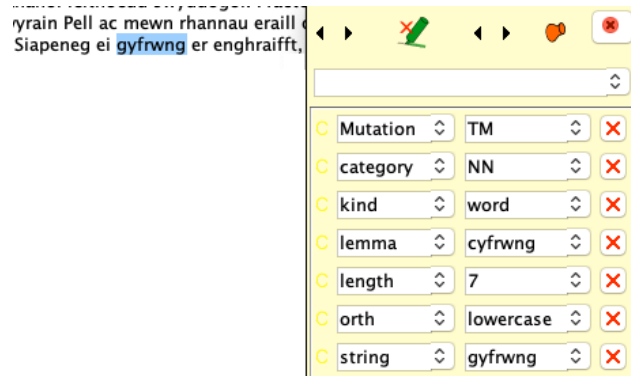 yrain Pell ac mewn rhannau eraill
Siapeneg ei gyfrwng er enghraifft,
C Mutation TM
C category NN
C kind word
C lemma cyfrwng
C length 7
C orth lowercase
C string gyfrwng